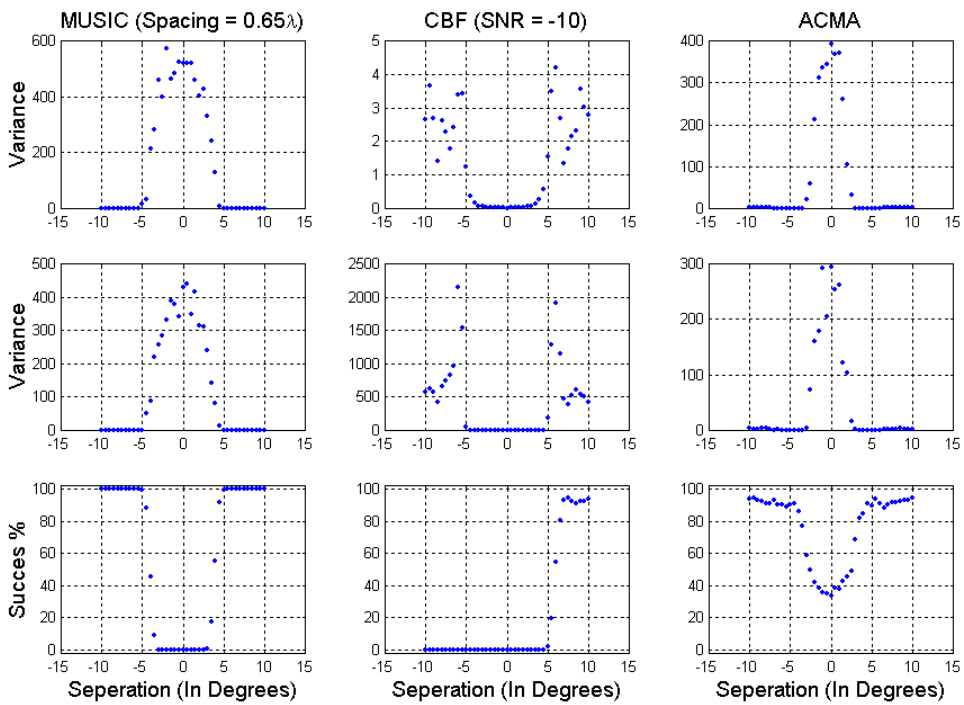 MUSIC (Spacing = 0.65λ) CBF (SNR = -10) ACMA
600 5 400
4
400 300
3
200
2
200
100
1
0 0 0
Variance
-15 -10 -5 0 5 10 15 -15 -10 -5 0 5 10 15 -15 -10 -5 0 5 10 15
500 2500 300
400 2000
200
300 1500
200 1000
100
100 500
0 0 0
Variance
-15 -10 -5 0 5 10 15 -15 -10 -5 0 5 10 15 -15 -10 -5 0 5 10 15
100 100 100
80 80 80
60 60 60
40 40 40
20 20 20
0 0 0
Succes %
-15 -10 -5 0 5 10 15 -15 -10 -5 0 5 10 15 -15 -10 -5 0 5 10 15
Seperation (In Degrees) Seperation (In Degrees) Seperation (In Degrees)